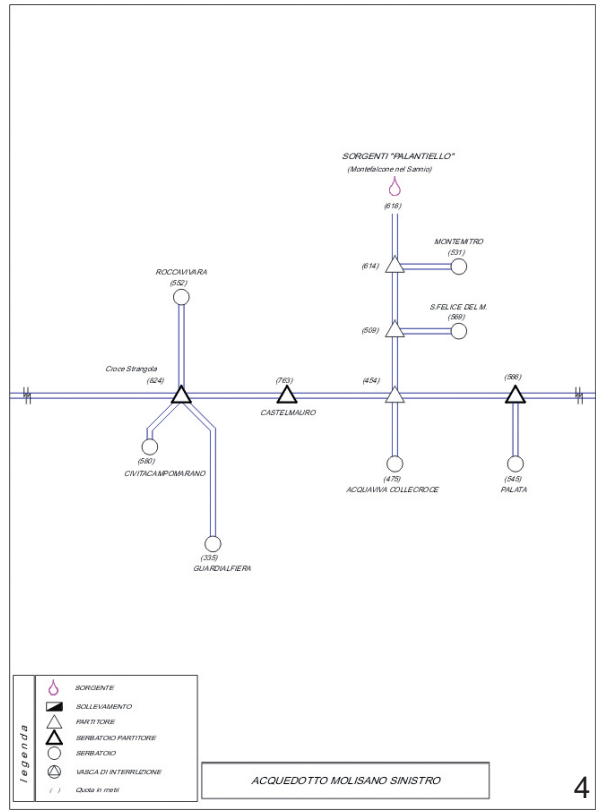 SORGENTI "PALANTIELLO"
(Montefalcone nel Sannio)
(618)
MONTEMITRO
(531)
(614)
ROCCAVIVARA
(552)
S.FELICE DEL M.
(569)
(509)
Croce Strangola
(624)
(763)
(454)
(566)
CASTELMAURO
(580)
CIVITACAMPOMARANO
(475)
ACQUAVIVA COLLECROCE
(545)
PALATA
(335)
GUARDIALFIERA
legenda
SORGENTE
SOLLEVAMENTO
PARTITORE
SERBATOIO PARTITORE
SERBATOIO
VASCA DI INTERRUZIONE
( ) Quota in metri
ACQUEDOTTO MOLISANO SINISTRO
4